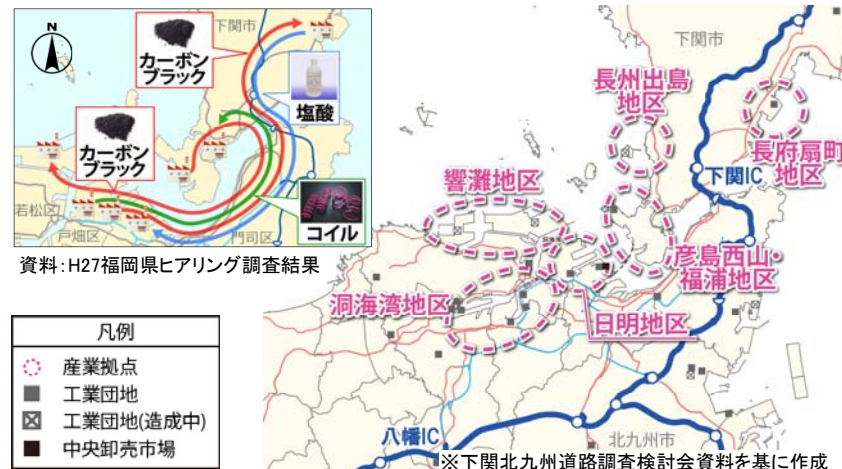 N
下関市
カーボン
ブラック
塩酸
カーボン
ブラック
若松区
戸畑区
門司区
コイル
資料:H27福岡県ヒアリング調査結果
凡例
産業拠点
工業団地
工業団地(造成中)
中央卸売市場
下関市
長州出島
地区
長府扇町
地区
下関IC
響灘地区
彦島西山・
福浦地区
洞海湾地区
日明地区
八幡IC
北九州市
※下関北九州道路調査検討会資料を基に作成